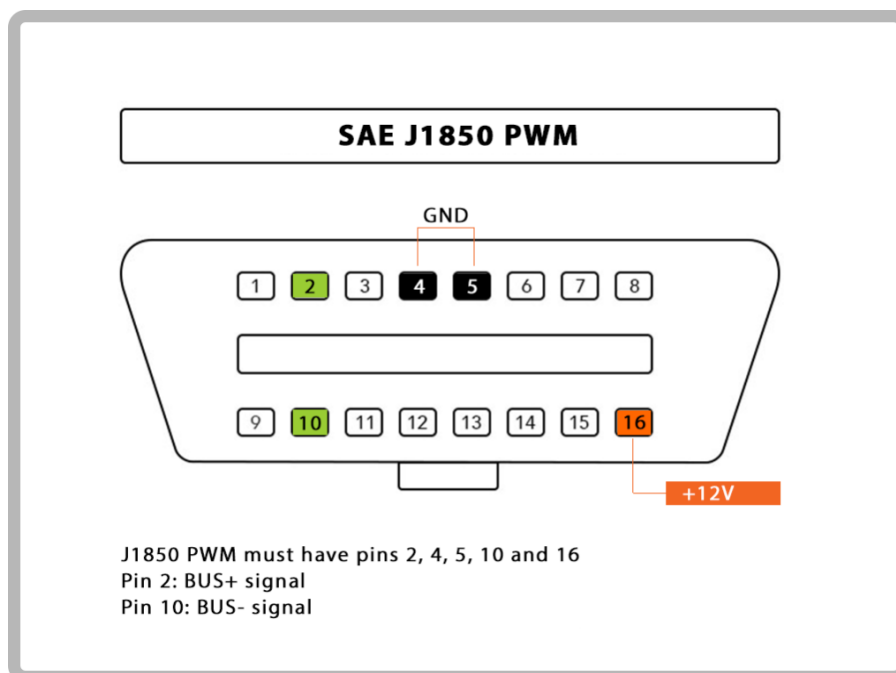 SAE J1850 PWM
GND
1 2 3 4 5 6 7 8
9 10 11 12 13 14 15 16
+12V
J1850 PWM must have pins 2, 4, 5, 10 and 16
Pin 2: BUS+ signal
Pin 10: BUS- signal